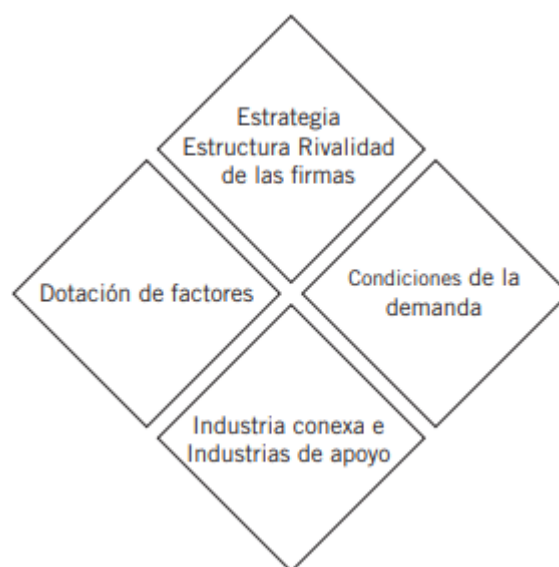 Estrategia
Estructura Rivalidad
de las firmas
Dotación de factores
Condiciones de la
demanda
Industria conexa e
Industrias de apoyo